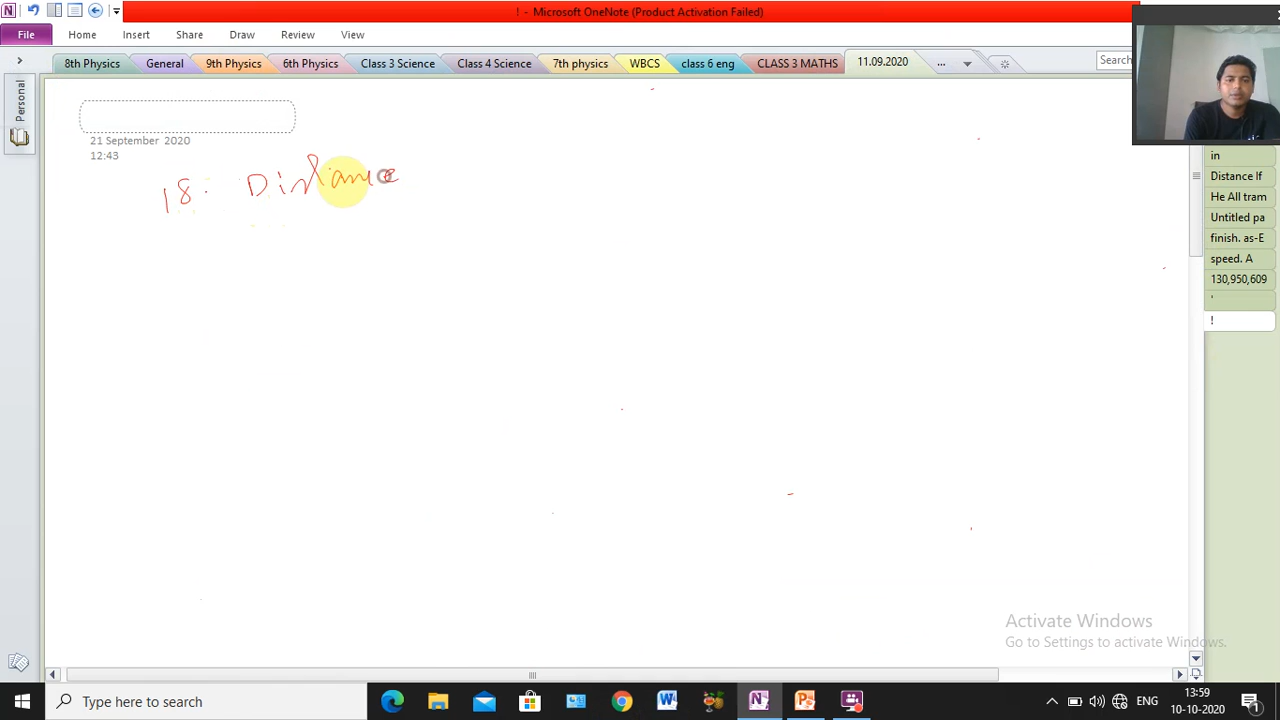 ! - Microsoft OneNote (Product Activation Failed)
File Home Insert Share Draw Review View
8th Physics General 9th Physics 6th Physics Class 3 Science Class 4 Science 7th physics WBCS class 6 eng CLASS 3 MATHS 11.09.2020 ... Search
Personal
21 September 2020
12:43
18. Distance
in
Distance If
He All tram
Untitled pa
finish. as-E
speed. A
130,950,609
'
!
Activate Windows
Go to Settings to activate Windows.
Type here to search
ENG
13:59
10-10-2020
1